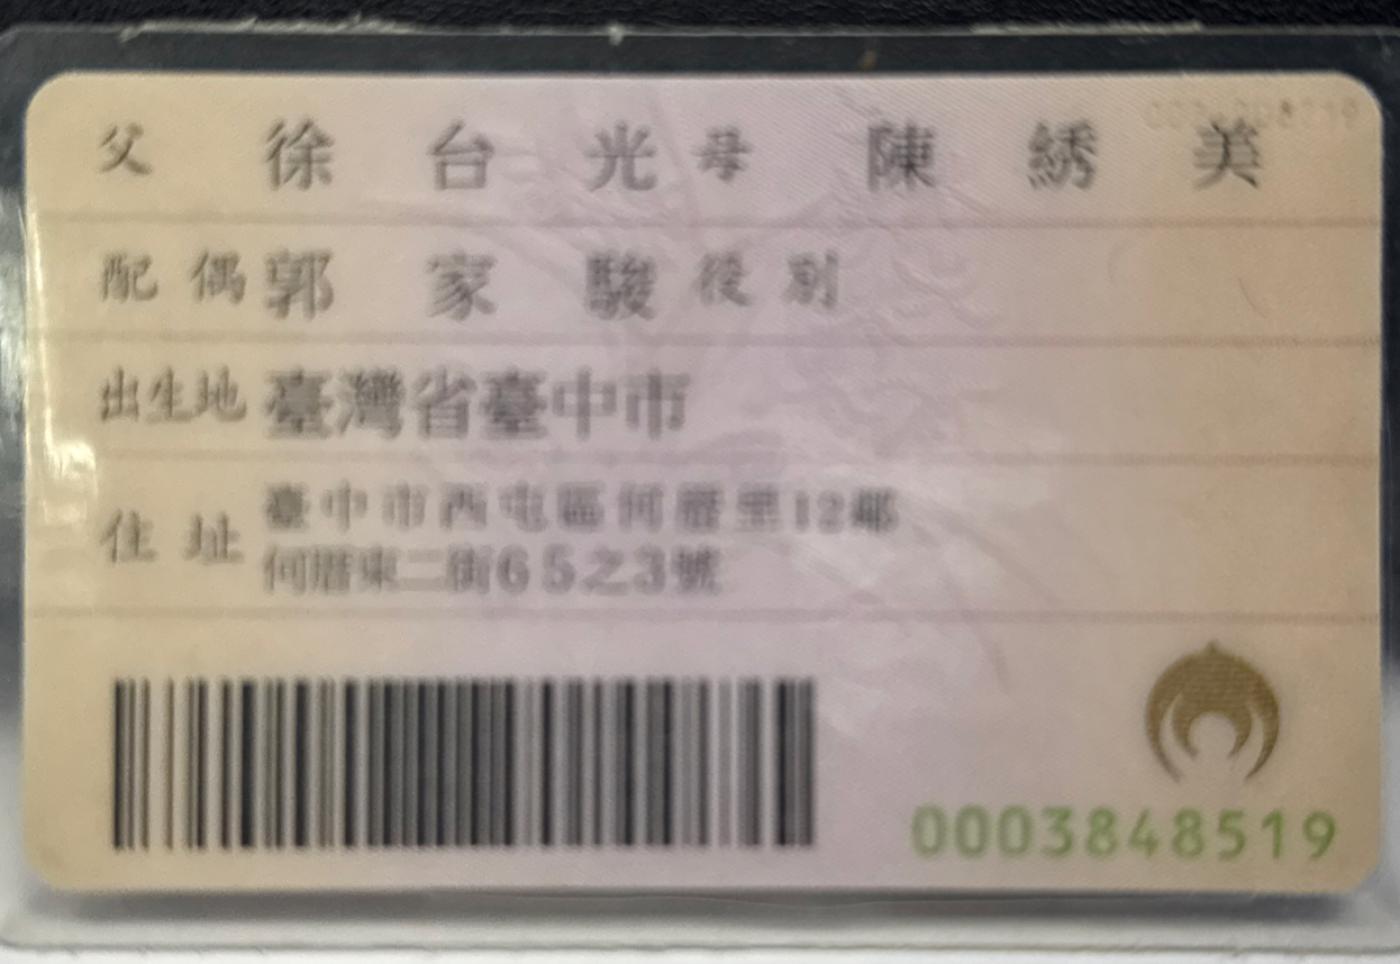 父 徐台光 母 陳綉美
配偶 郭家駿 役別
出生地 臺灣省臺中市
住址 臺中市西屯區何厝里12鄰
何厝東二街65之3號
0003848519